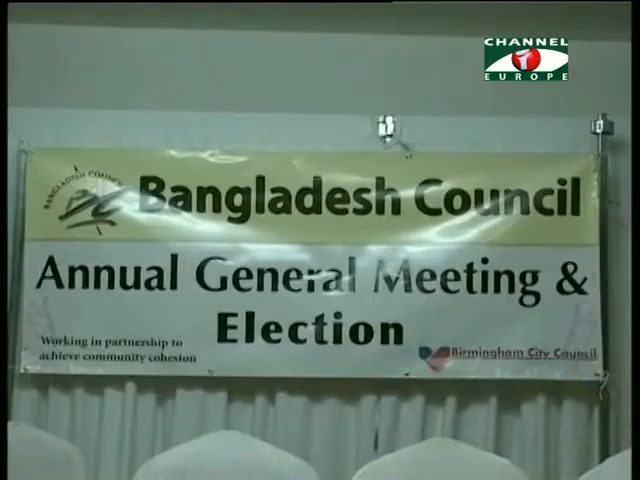 CHANNEL
i
EUROPE
BANGLADESH COUNCIL
Bangladesh Council
Annual General Meeting &
Election
Working in partnership to
achieve community cohesion
Birmingham City Council